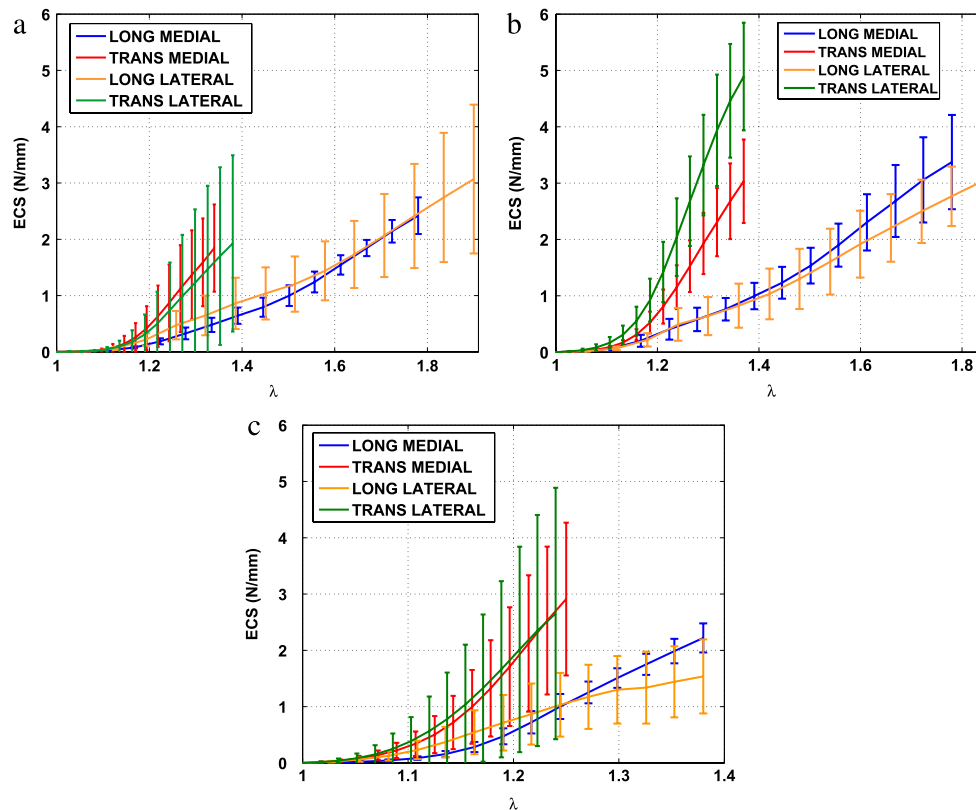 a
6
5
4
3
2
1
0
ECS (N/mm)
LONG MEDIAL
TRANS MEDIAL
LONG LATERAL
TRANS LATERAL
1
1.2
1.4
1.6
1.8
λ
b
6
5
4
3
2
1
0
ECS (N/mm)
LONG MEDIAL
TRANS MEDIAL
LONG LATERAL
TRANS LATERAL
1
1.2
1.4
1.6
1.8
λ
c
6
5
4
3
2
1
0
ECS (N/mm)
LONG MEDIAL
TRANS MEDIAL
LONG LATERAL
TRANS LATERAL
1
1.1
1.2
1.3
1.4
λ